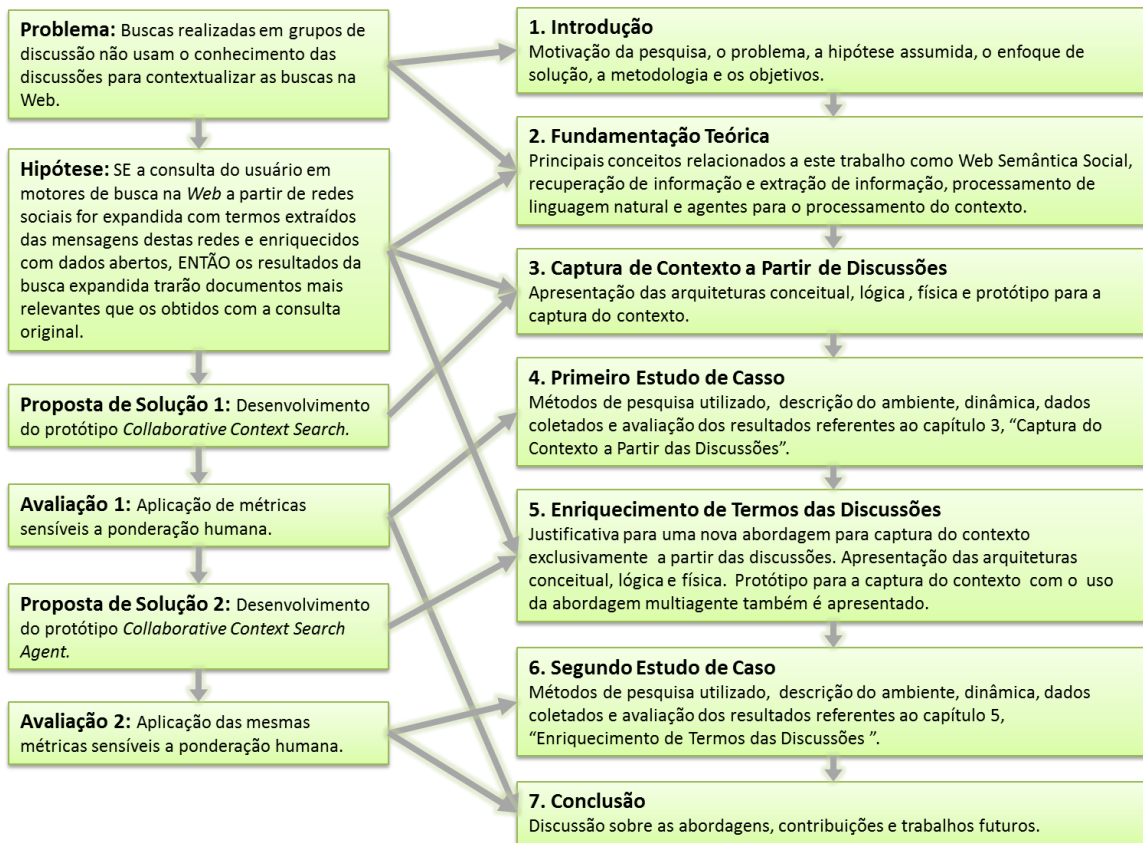 Problema: Buscas realizadas em grupos de
discussão não usam o conhecimento das
discussões para contextualizar as buscas na
Web.
Hipótese: SE a consulta do usuário em
motores de busca na Web a partir de redes
sociais for expandida com termos extraídos
das mensagens destas redes e enriquecidos
com dados abertos, ENTÃO os resultados da
busca expandida trarão documentos mais
relevantes que os obtidos com a consulta
original.
Proposta de Solução 1: Desenvolvimento
do protótipo Collaborative Context Search.
Avaliação 1: Aplicação de métricas
sensíveis a ponderação humana.
Proposta de Solução 2: Desenvolvimento
do protótipo Collaborative Context Search
Agent.
Avaliação 2: Aplicação das mesmas
métricas sensíveis a ponderação humana.
1. Introdução
Motivação da pesquisa, o problema, a hipótese assumida, o enfoque de
solução, a metodologia e os objetivos.
2. Fundamentação Teórica
Principais conceitos relacionados a este trabalho como Web Semântica Social,
recuperação de informação e extração de informação, processamento de
linguagem natural e agentes para o processamento do contexto.
3. Captura de Contexto a Partir de Discussões
Apresentação das arquiteturas conceitual, lógica , física e protótipo para a
captura do contexto.
4. Primeiro Estudo de Casso
Métodos de pesquisa utilizado, descrição do ambiente, dinâmica, dados
coletados e avaliação dos resultados referentes ao capítulo 3, “Captura do
Contexto a Partir das Discussões”.
5. Enriquecimento de Termos das Discussões
Justificativa para uma nova abordagem para captura do contexto
exclusivamente a partir das discussões. Apresentação das arquiteturas
conceitual, lógica e física. Protótipo para a captura do contexto com o uso
da abordagem multiagente também é apresentado.
6. Segundo Estudo de Caso
Métodos de pesquisa utilizado, descrição do ambiente, dinâmica, dados
coletados e avaliação dos resultados referentes ao capítulo 5,
“Enriquecimento de Termos das Discussões ”.
7. Conclusão
Discussão sobre as abordagens, contribuições e trabalhos futuros.